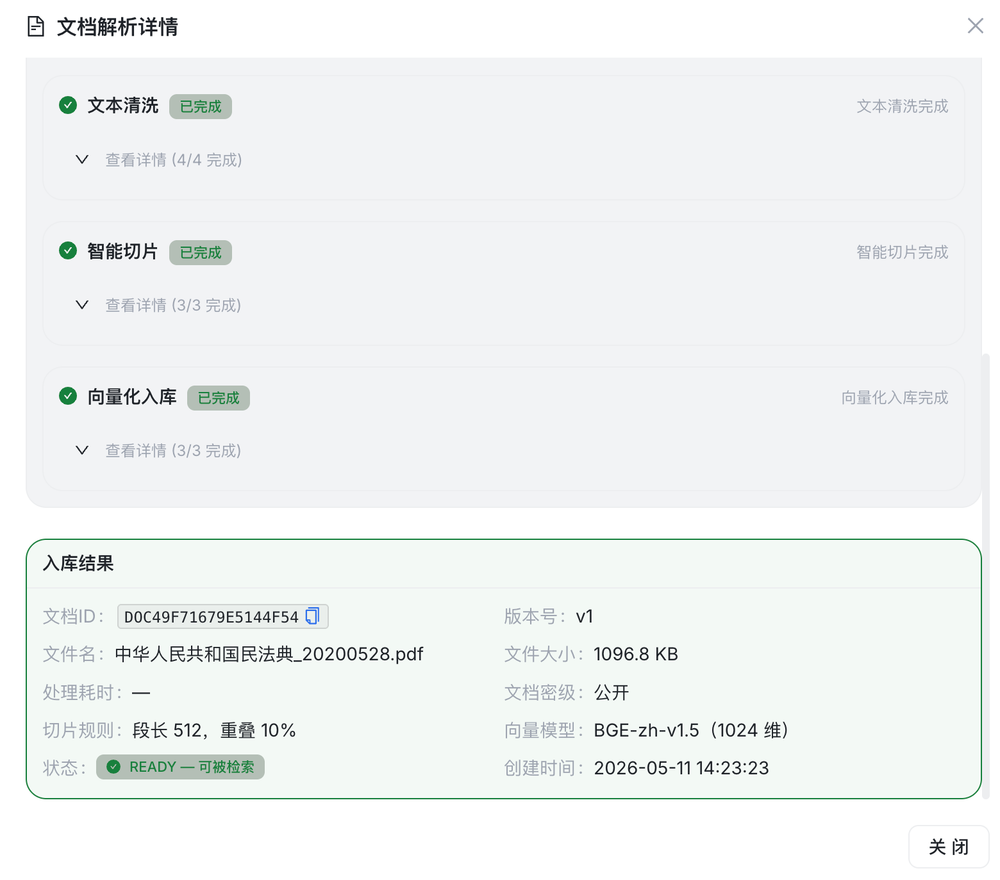 文档解析详情
文本清洗 已完成 文本清洗完成
查看详情 (4/4 完成)
智能切片 已完成 智能切片完成
查看详情 (3/3 完成)
向量化入库 已完成 向量化入库完成
查看详情 (3/3 完成)
入库结果
文档ID： DOC49F71679E5144F54 版本号：v1
文件名：中华人民共和国民法典_20200528.pdf 文件大小：1096.8 KB
处理耗时：— 文档密级：公开
切片规则：段长 512，重叠 10% 向量模型：BGE-zh-v1.5（1024 维）
状态： READY — 可被检索 创建时间：2026-05-11 14:23:23
关 闭